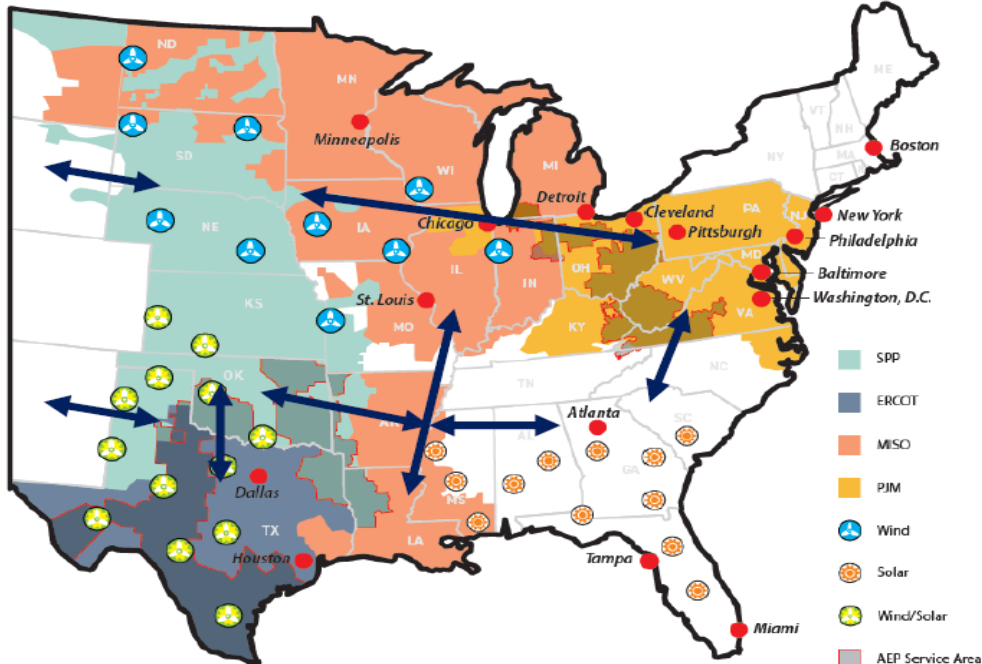 ND
MN
ME
Minneapolis
VT
NH
SD
WI
MI
NY
MA
Boston
CT
Detroit
Cleveland
PA
NJ
New York
Chicago
Pittsburgh
NE
IA
Philadelphia
MD
OH
IL
IN
WV
Baltimore
St. Louis
Washington, D.C.
KS
MO
KY
VA
SPP
OK
TN
NC
ERCOT
Atlanta
SC
AR
AL
GA
MISO
Dallas
PJM
MS
TX
LA
Wind
Houston
Tampa
Solar
Wind/Solar
Miami
AEP Service Area